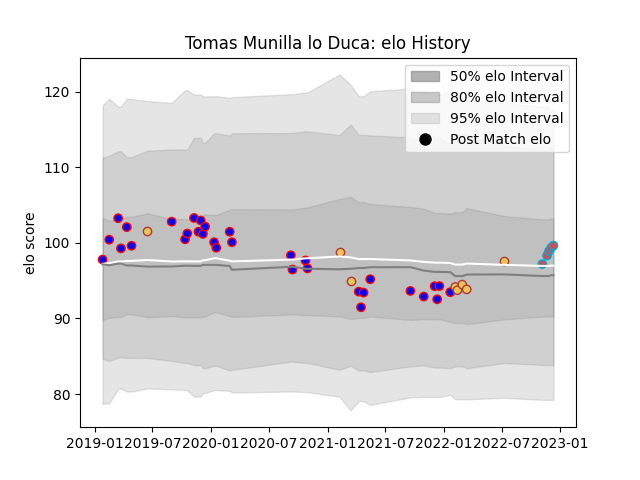 Tomas Munilla lo Duca: elo History
50% elo Interval
80% elo Interval
95% elo Interval
Post Match elo
elo score
120
110
100
90
80
2019-01 2019-07 2020-01 2020-07 2021-01 2021-07 2022-01 2022-07 2023-01